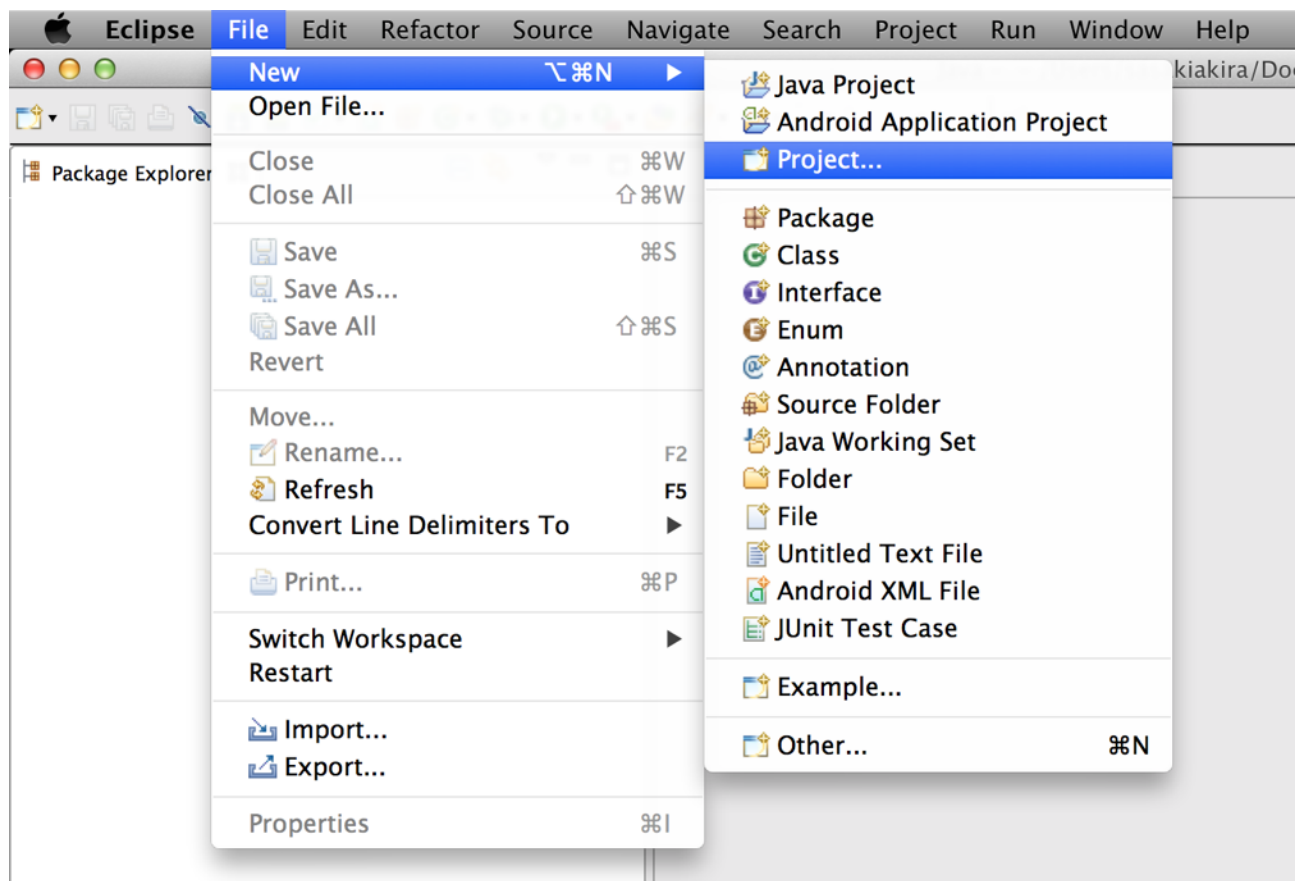 Eclipse File Edit Refactor Source Navigate Search Project Run Window Help
kiakira/Do
Package Explorer
New ⌥⌘N ▶
Open File...
Close ⌘W
Close All ⇧⌘W
Save ⌘S
Save As...
Save All ⇧⌘S
Revert
Move...
Rename... F2
Refresh F5
Convert Line Delimiters To ▶
Print... ⌘P
Switch Workspace ▶
Restart
Import...
Export...
Properties ⌘I
Java Project
Android Application Project
Project...
Package
Class
Interface
Enum
Annotation
Source Folder
Java Working Set
Folder
File
Untitled Text File
Android XML File
JUnit Test Case
Example...
Other... ⌘N